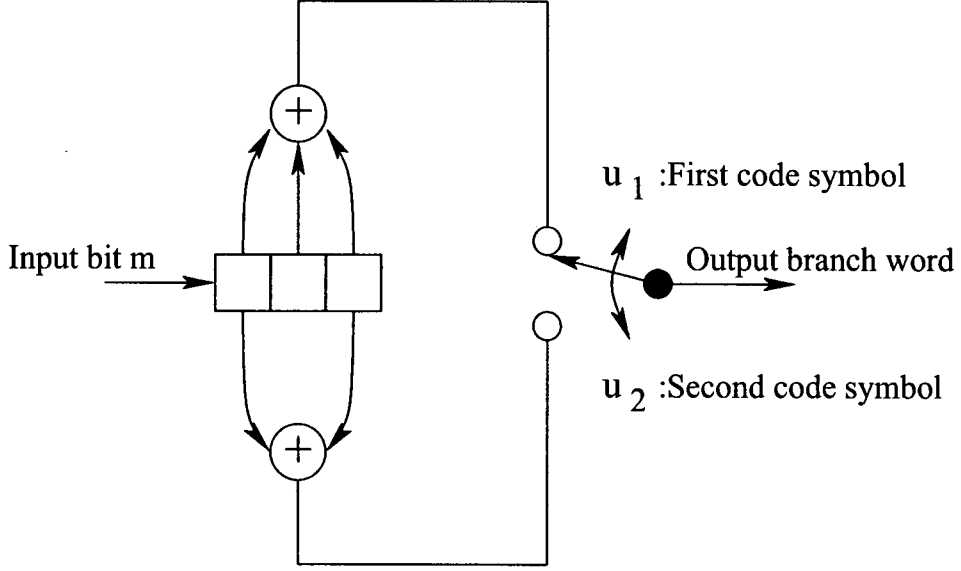 +
u 1 :First code symbol
Input bit m
Output branch word
u 2 :Second code symbol
+